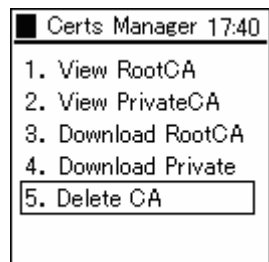 Certs Manager 17:40
1. View RootCA
2. View PrivateCA
3. Download RootCA
4. Download Private
5. Delete CA